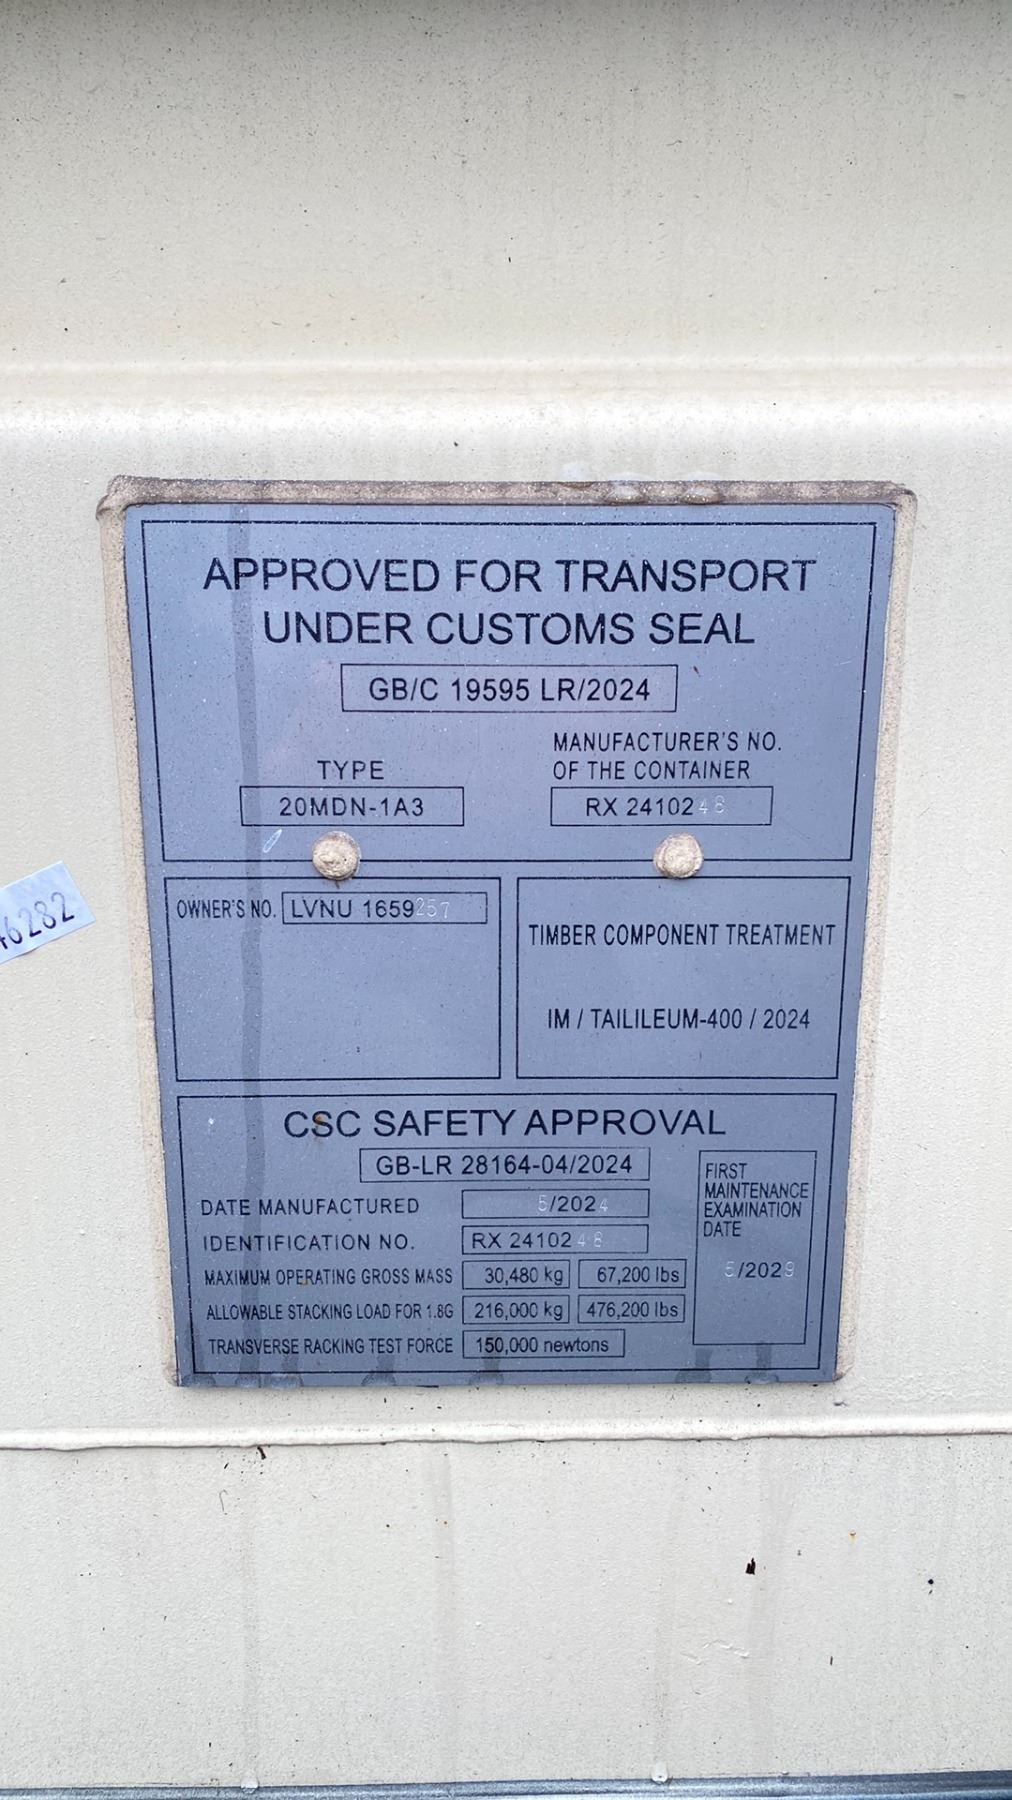 APPROVED FOR TRANSPORT
UNDER CUSTOMS SEAL
GB/C 19595 LR/2024
TYPE
20MDN-1A3
MANUFACTURER'S NO.
OF THE CONTAINER
RX 2410248
OWNER'S NO. LVNU 1659257
TIMBER COMPONENT TREATMENT
IM / TAILILEUM-400 / 2024
CSC SAFETY APPROVAL
GB-LR 28164-04/2024
DATE MANUFACTURED 5/2024
IDENTIFICATION NO. RX 2410248
MAXIMUM OPERATING GROSS MASS 30,480 kg 67,200 lbs
ALLOWABLE STACKING LOAD FOR 1.8G 216,000 kg 476,200 lbs
TRANSVERSE RACKING TEST FORCE 150,000 newtons
FIRST
MAINTENANCE
EXAMINATION
DATE
5/2029